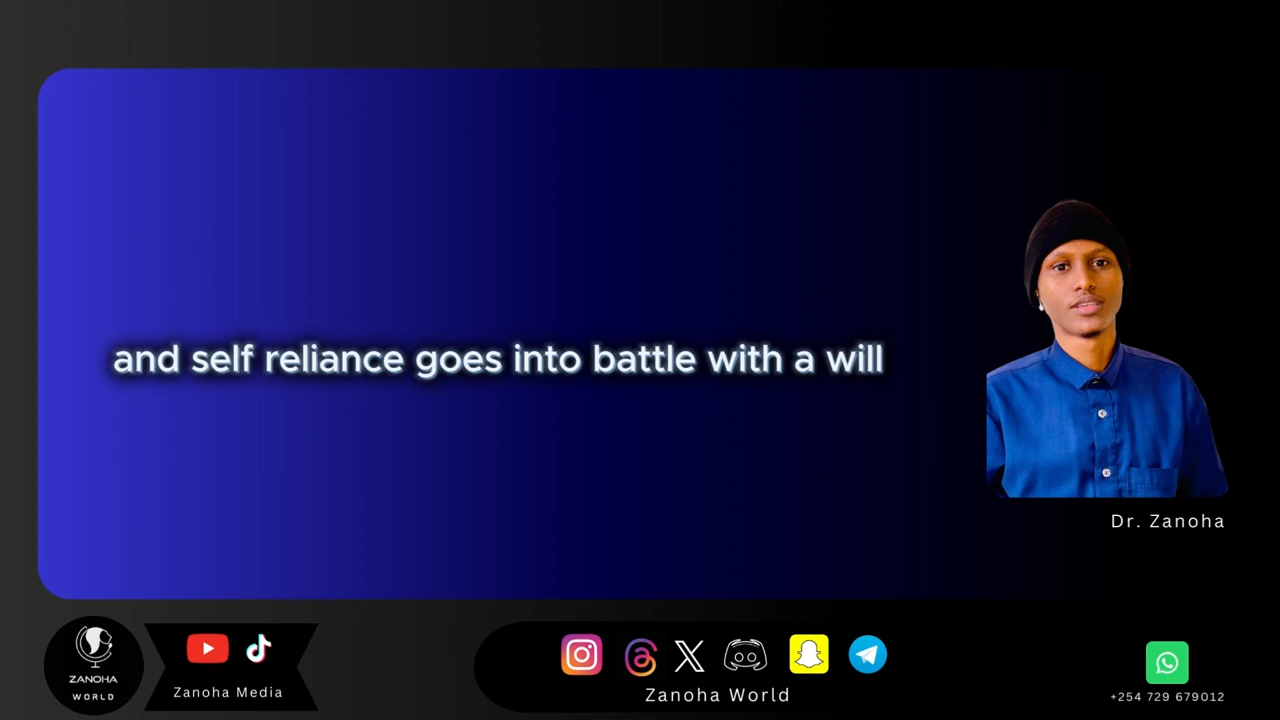 and self reliance goes into battle with a will
Dr. Zanoha
ZANOHA
WORLD
Zanoha Media
Zanoha World
+254 729 679012